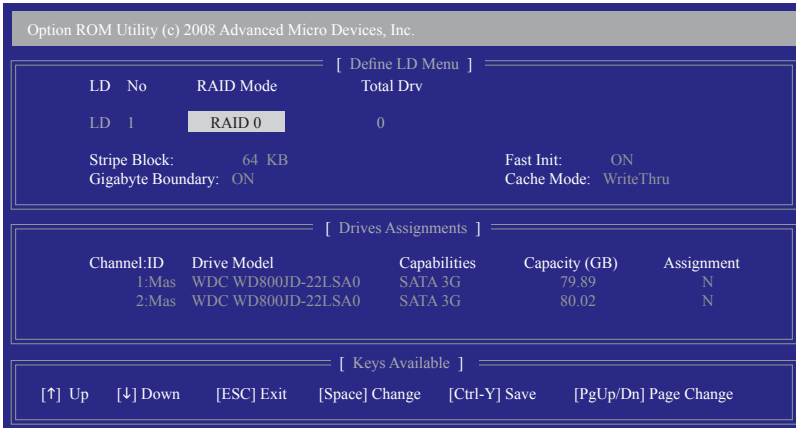 Option ROM Utility (c) 2008 Advanced Micro Devices, Inc.
[ Define LD Menu ]
LD No RAID Mode Total Drv
LD 1 RAID 0 0
Stripe Block: 64 KB Fast Init: ON
Gigabyte Boundary: ON Cache Mode: WriteThru
[ Drives Assignments ]
Channel:ID Drive Model Capabilities Capacity (GB) Assignment
1:Mas WDC WD800JD-22LSA0 SATA 3G 79.89 N
2:Mas WDC WD800JD-22LSA0 SATA 3G 80.02 N
[ Keys Available ]
[↑] Up [↓] Down [ESC] Exit [Space] Change [Ctrl-Y] Save [PgUp/Dn] Page Change